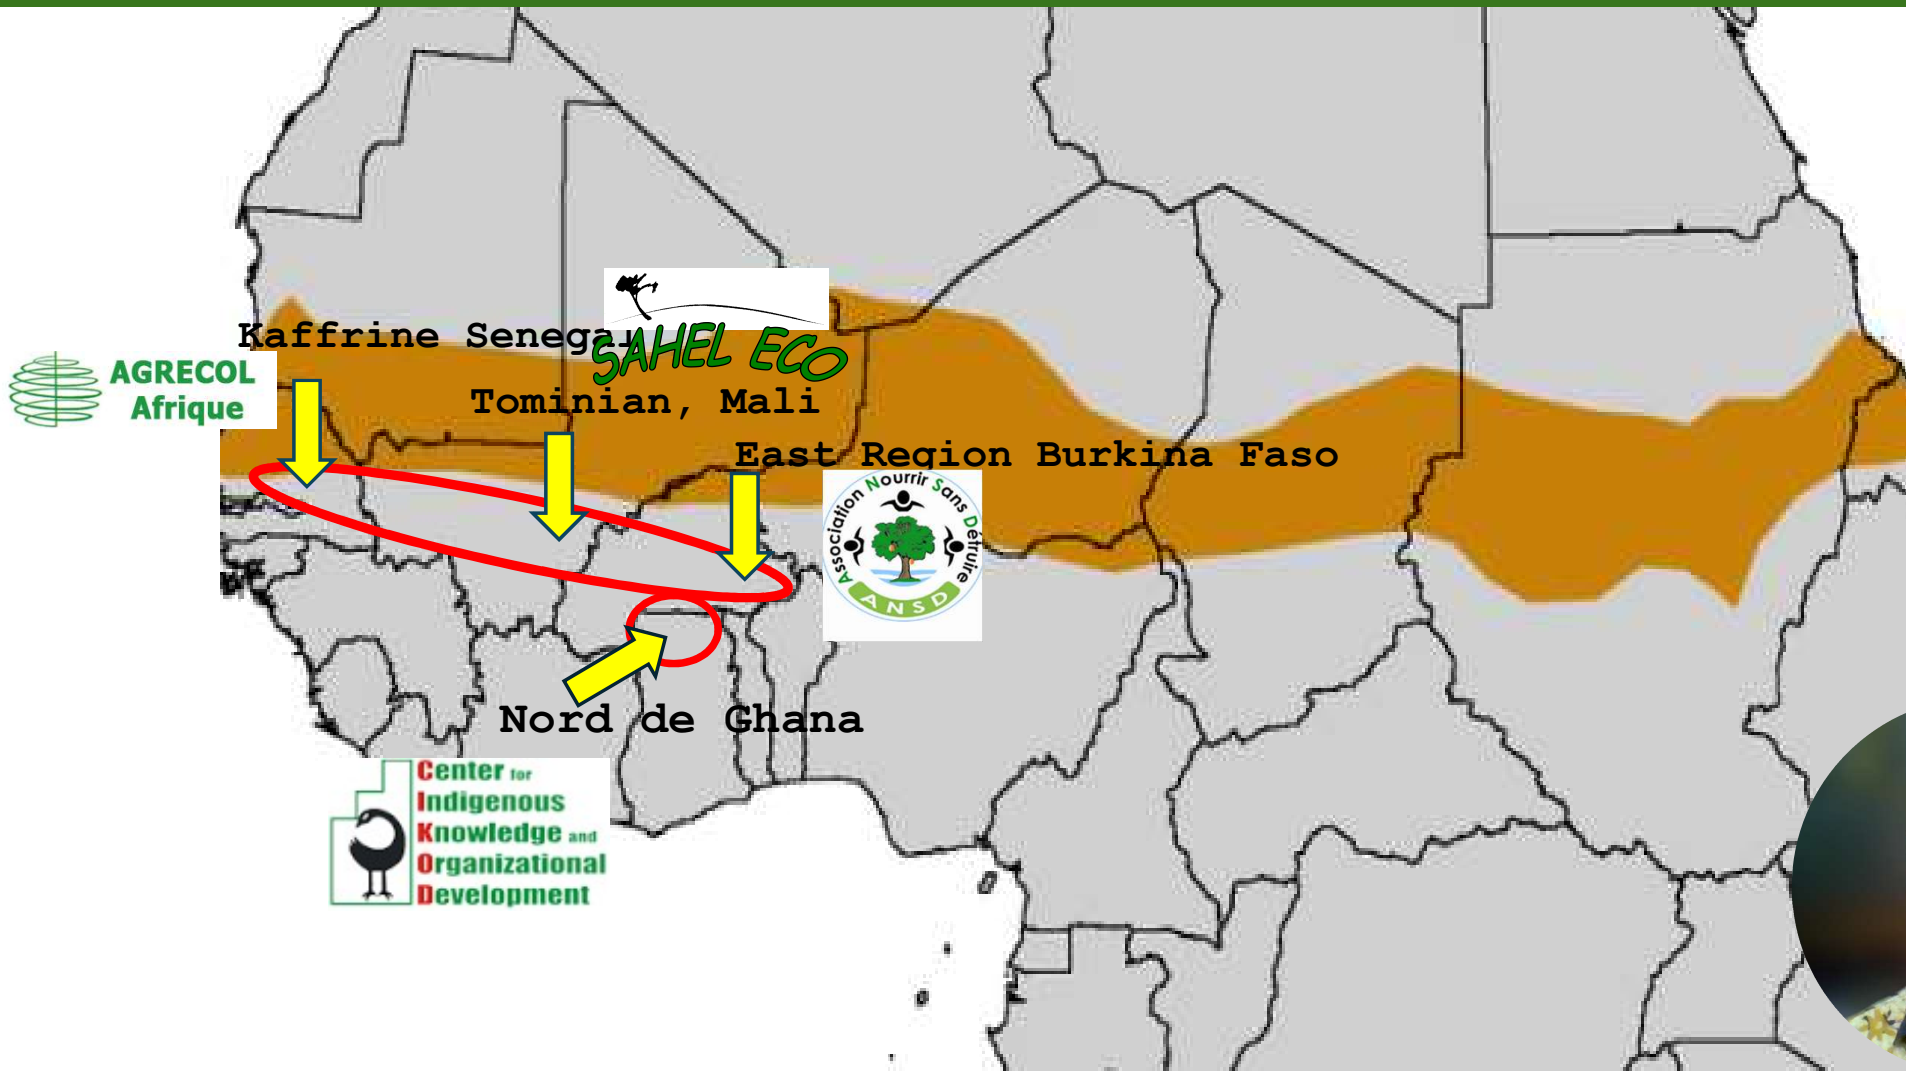 Kaffrine Senegal
SAHEL ECO
AGRECOL
Afrique
Tominian, Mali
East Region Burkina Faso
Association Nourrir Sans Détruire
ANSD
Nord de Ghana
Center for
Indigenous
Knowledge and
Organizational
Development